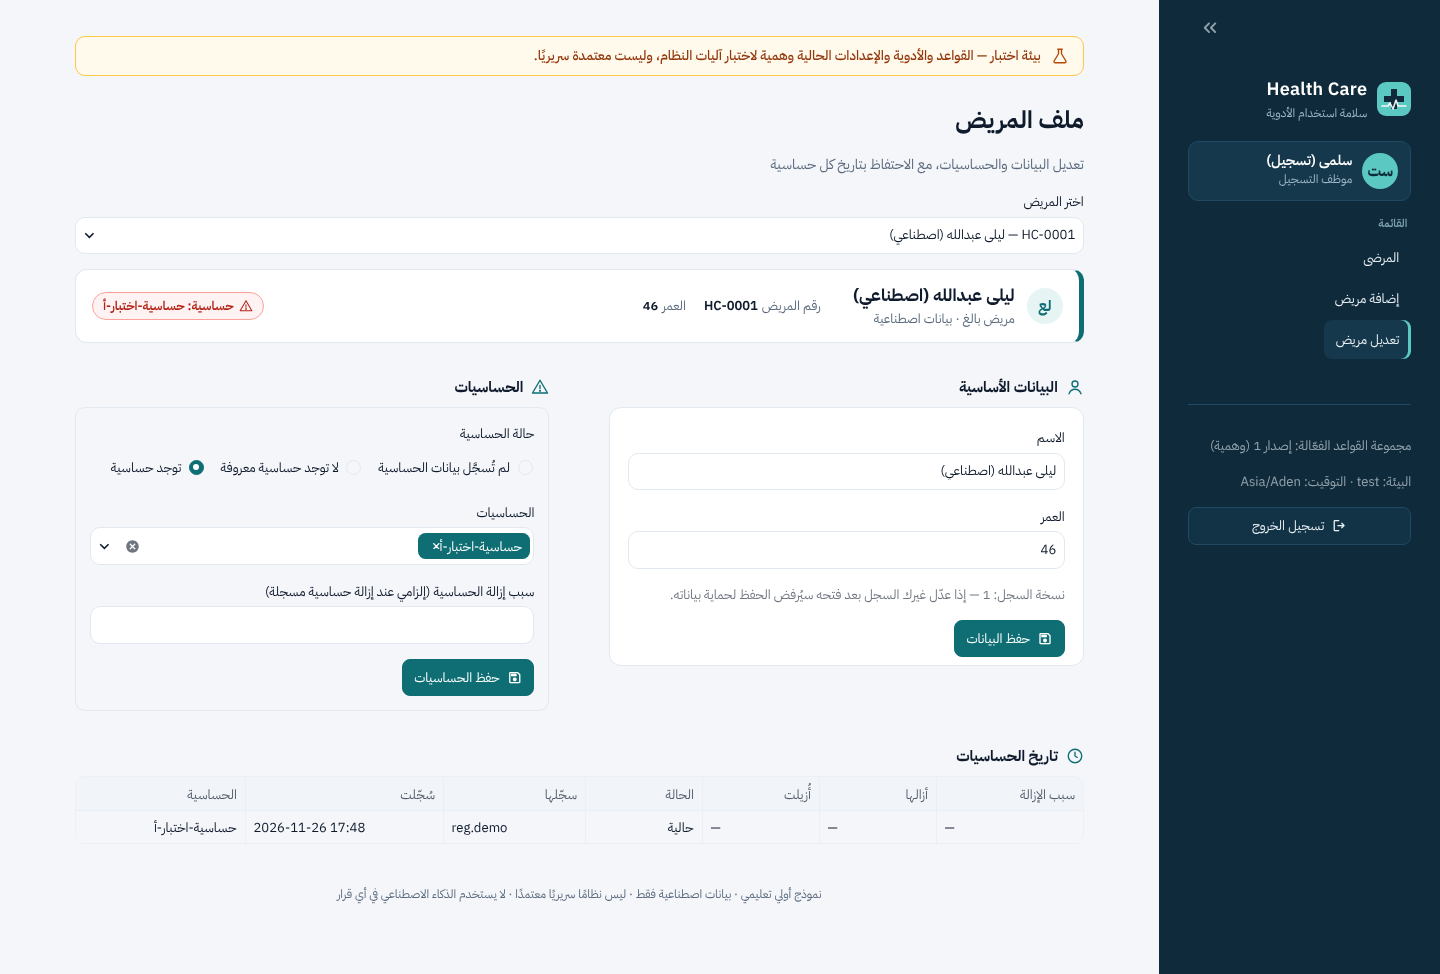 Health Care
سلامة استخدام الأدوية
ست
سلمى (تسجيل)
موظف التسجيل
القائمة
المرضى
إضافة مريض
تعديل مريض
مجموعة القواعد الفعّالة: إصدار 1 (وهمية)
البيئة: test · التوقيت: Asia/Aden
تسجيل الخروج
بيئة اختبار — القواعد والأدوية والإعدادات الحالية وهمية لاختبار آليات النظام، وليست معتمدة سريريًا.
ملف المريض
تعديل البيانات والحساسيات، مع الاحتفاظ بتاريخ كل حساسية
اختر المريض
HC-0001 — ليلى عبدالله (اصطناعي)
لع
ليلى عبدالله (اصطناعي)
مريض بالغ · بيانات اصطناعية
رقم المريض HC-0001
العمر 46
حساسية: حساسية-اختبار-أ
البيانات الأساسية
الاسم
ليلى عبدالله (اصطناعي)
العمر
46
نسخة السجل: 1 — إذا عدّل غيرك السجل بعد فتحه سيُرفض الحفظ لحماية بياناته.
حفظ البيانات
الحساسيات
حالة الحساسية
لم تُسجَّل بيانات الحساسية
لا توجد حساسية معروفة
توجد حساسية
الحساسيات
حساسية-اختبار-أ
سبب إزالة الحساسية (إلزامي عند إزالة حساسية مسجلة)
حفظ الحساسيات
تاريخ الحساسيات
سبب الإزالة أزالها أُزيلت الحالة سجّلها سُجّلت الحساسية
— — — حالية reg.demo 2026-11-26 17:48 حساسية-اختبار-أ
نموذج أولي تعليمي · بيانات اصطناعية فقط · ليس نظامًا سريريًا معتمدًا · لا يستخدم الذكاء الاصطناعي في أي قرار